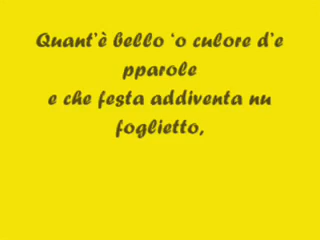 Quant'è bello 'o culore d'e
pparole
e che festa addiventa nu
foglietto,